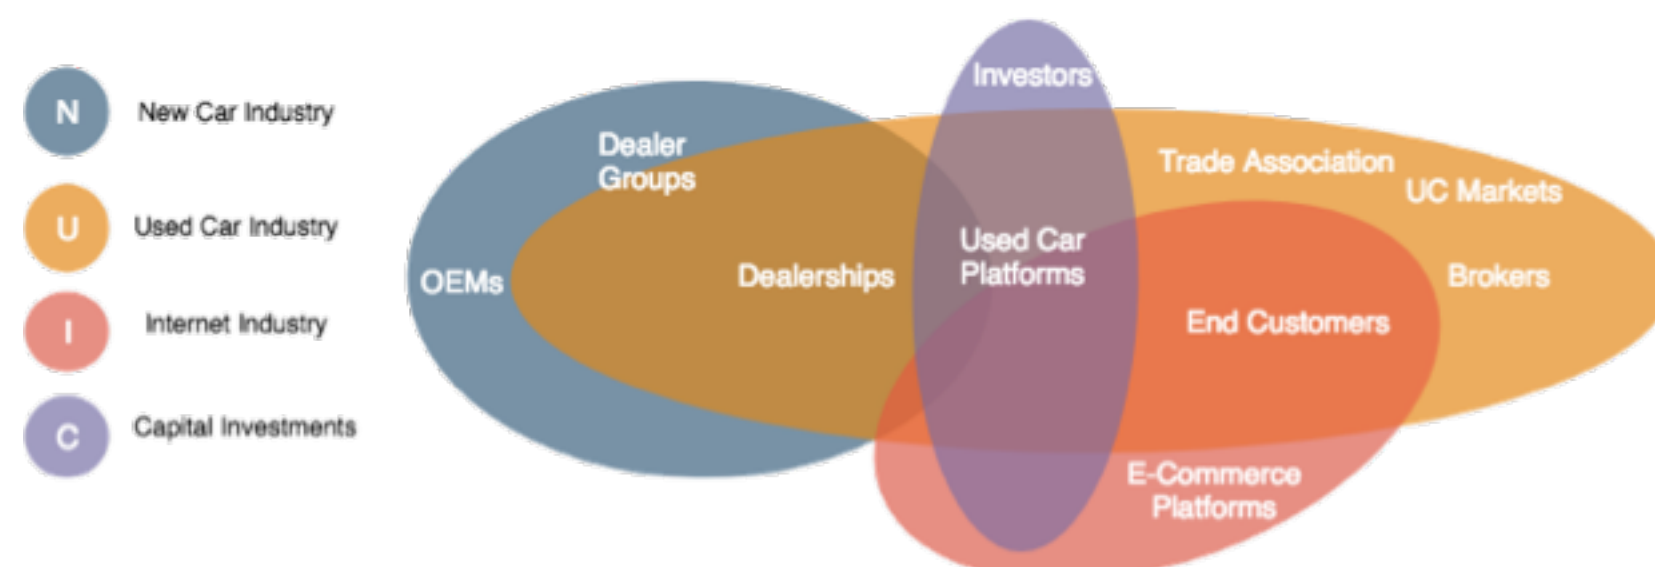 N New Car Industry
U Used Car Industry
I Internet Industry
C Capital Investments
Investors
Dealer
Groups
Trade Association
UC Markets
Used Car
Platforms
OEMs
Dealerships
Brokers
End Customers
E-Commerce
Platforms